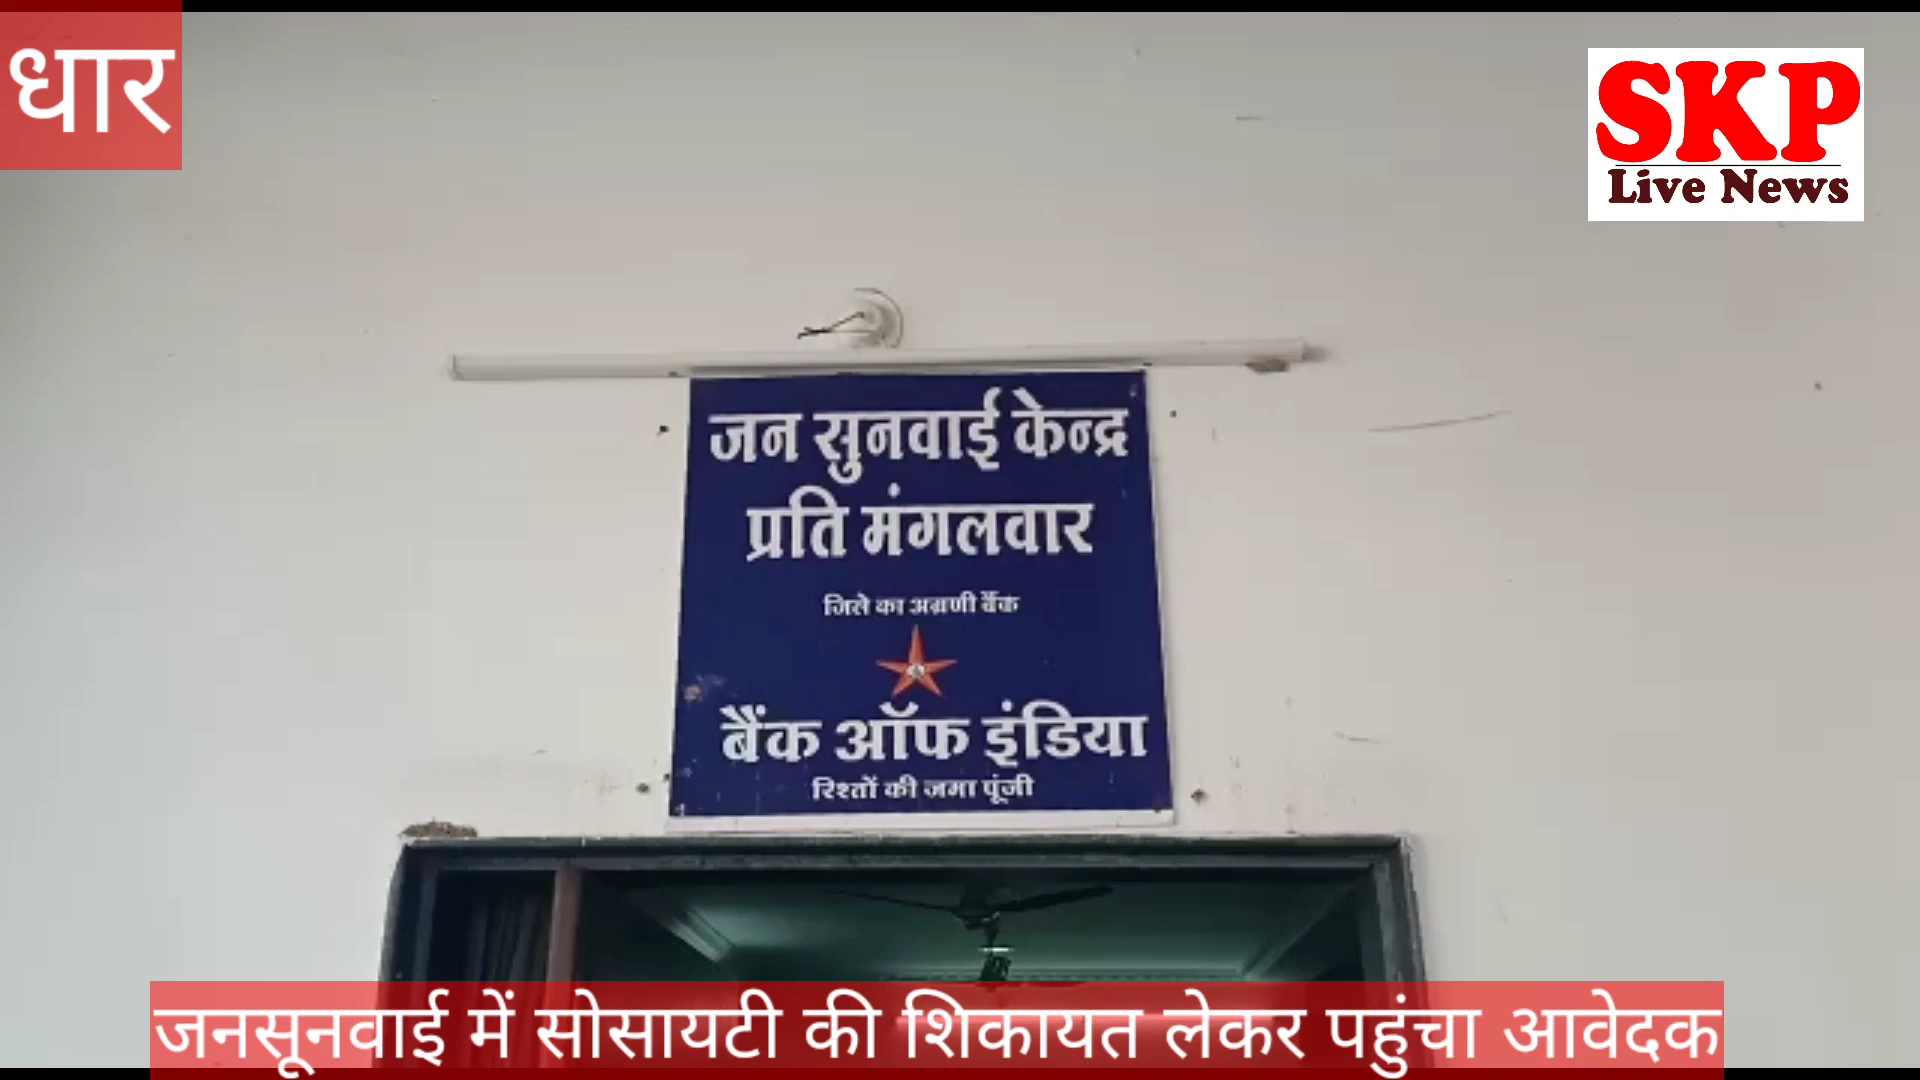 धार
SKP
Live News
जन सुनवाई केन्द्र
प्रति मंगलवार
जिले का अग्रणी बैंक
बैंक ऑफ इंडिया
रिश्तों की जमा पूंजी
जनसूनवाई में सोसायटी की शिकायत लेकर पहुंचा आवेदक